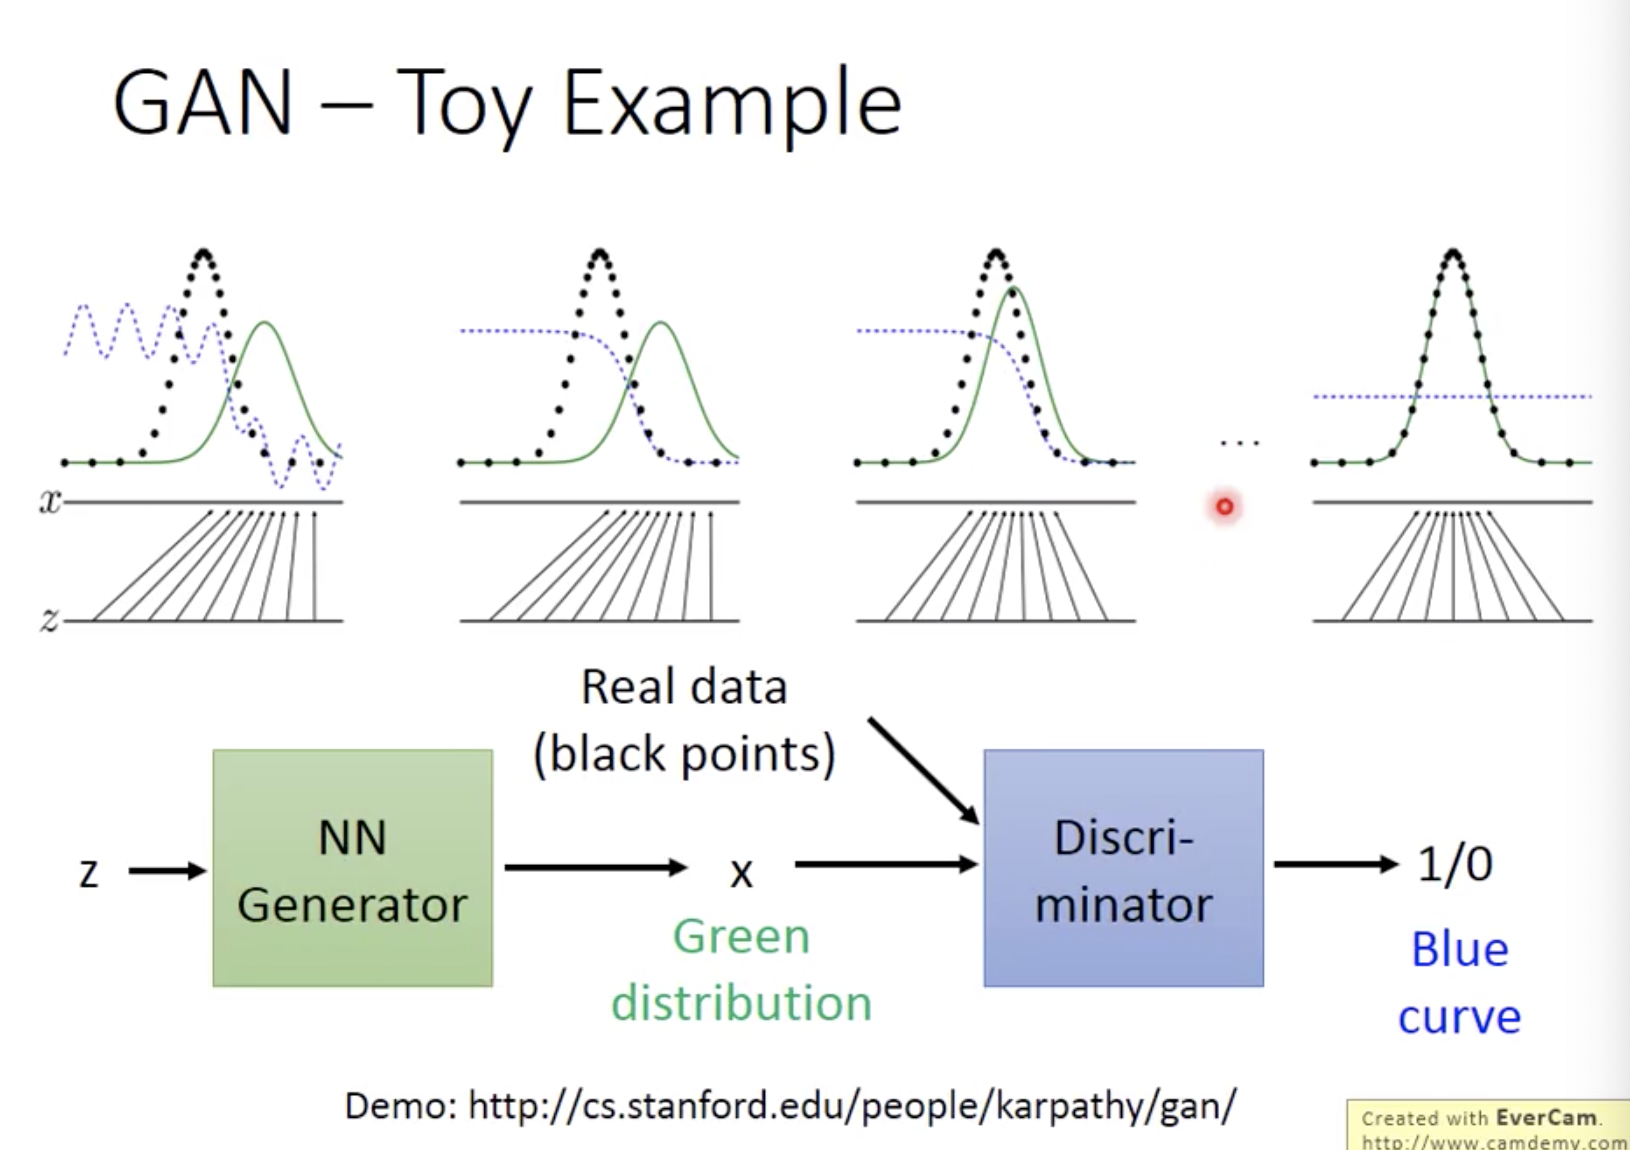 GAN – Toy Example
x
z
...
Real data
(black points)
z
NN
Generator
x
Green
distribution
Discri-
minator
1/0
Blue
curve
Demo: http://cs.stanford.edu/people/karpathy/gan/
Created with EverCam.
http://www.camdemy.com